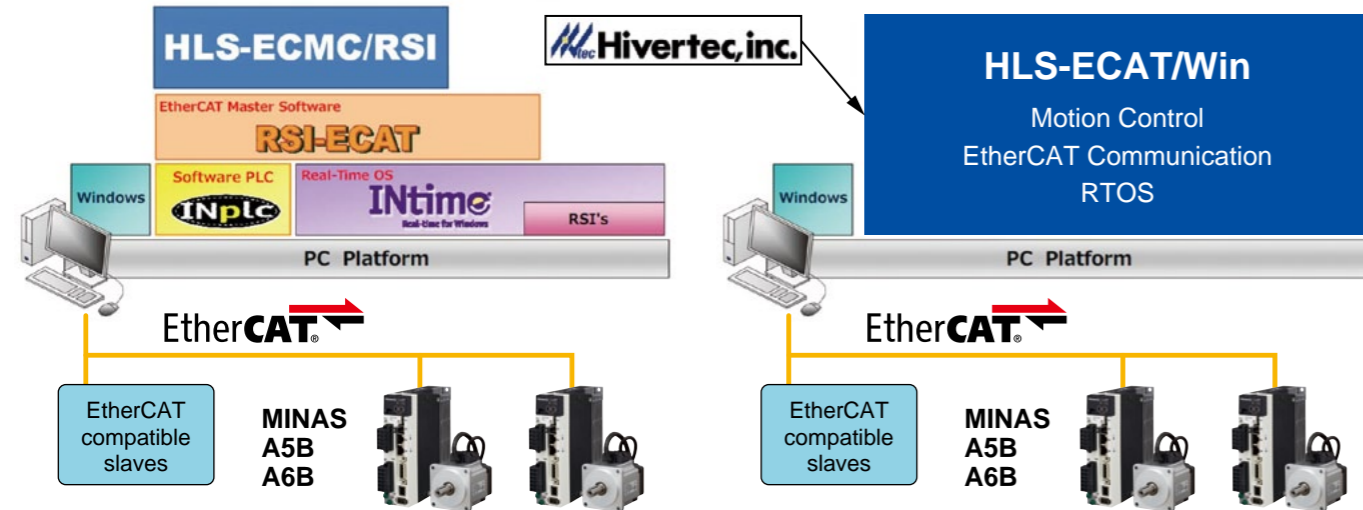 HLS-ECMC/RSI
EtherCAT Master Software
RSI-ECAT
Windows
Software PLC
INplc
Real-Time OS
INtime
Real-time for Windows
RSI's
PC Platform
EtherCAT®
EtherCAT
compatible
slaves
MINAS
A5B
A6B
Mtec Hivertec,inc.
HLS-ECAT/Win
Motion Control
EtherCAT Communication
RTOS
Windows
PC Platform
EtherCAT®
EtherCAT
compatible
slaves
MINAS
A5B
A6B